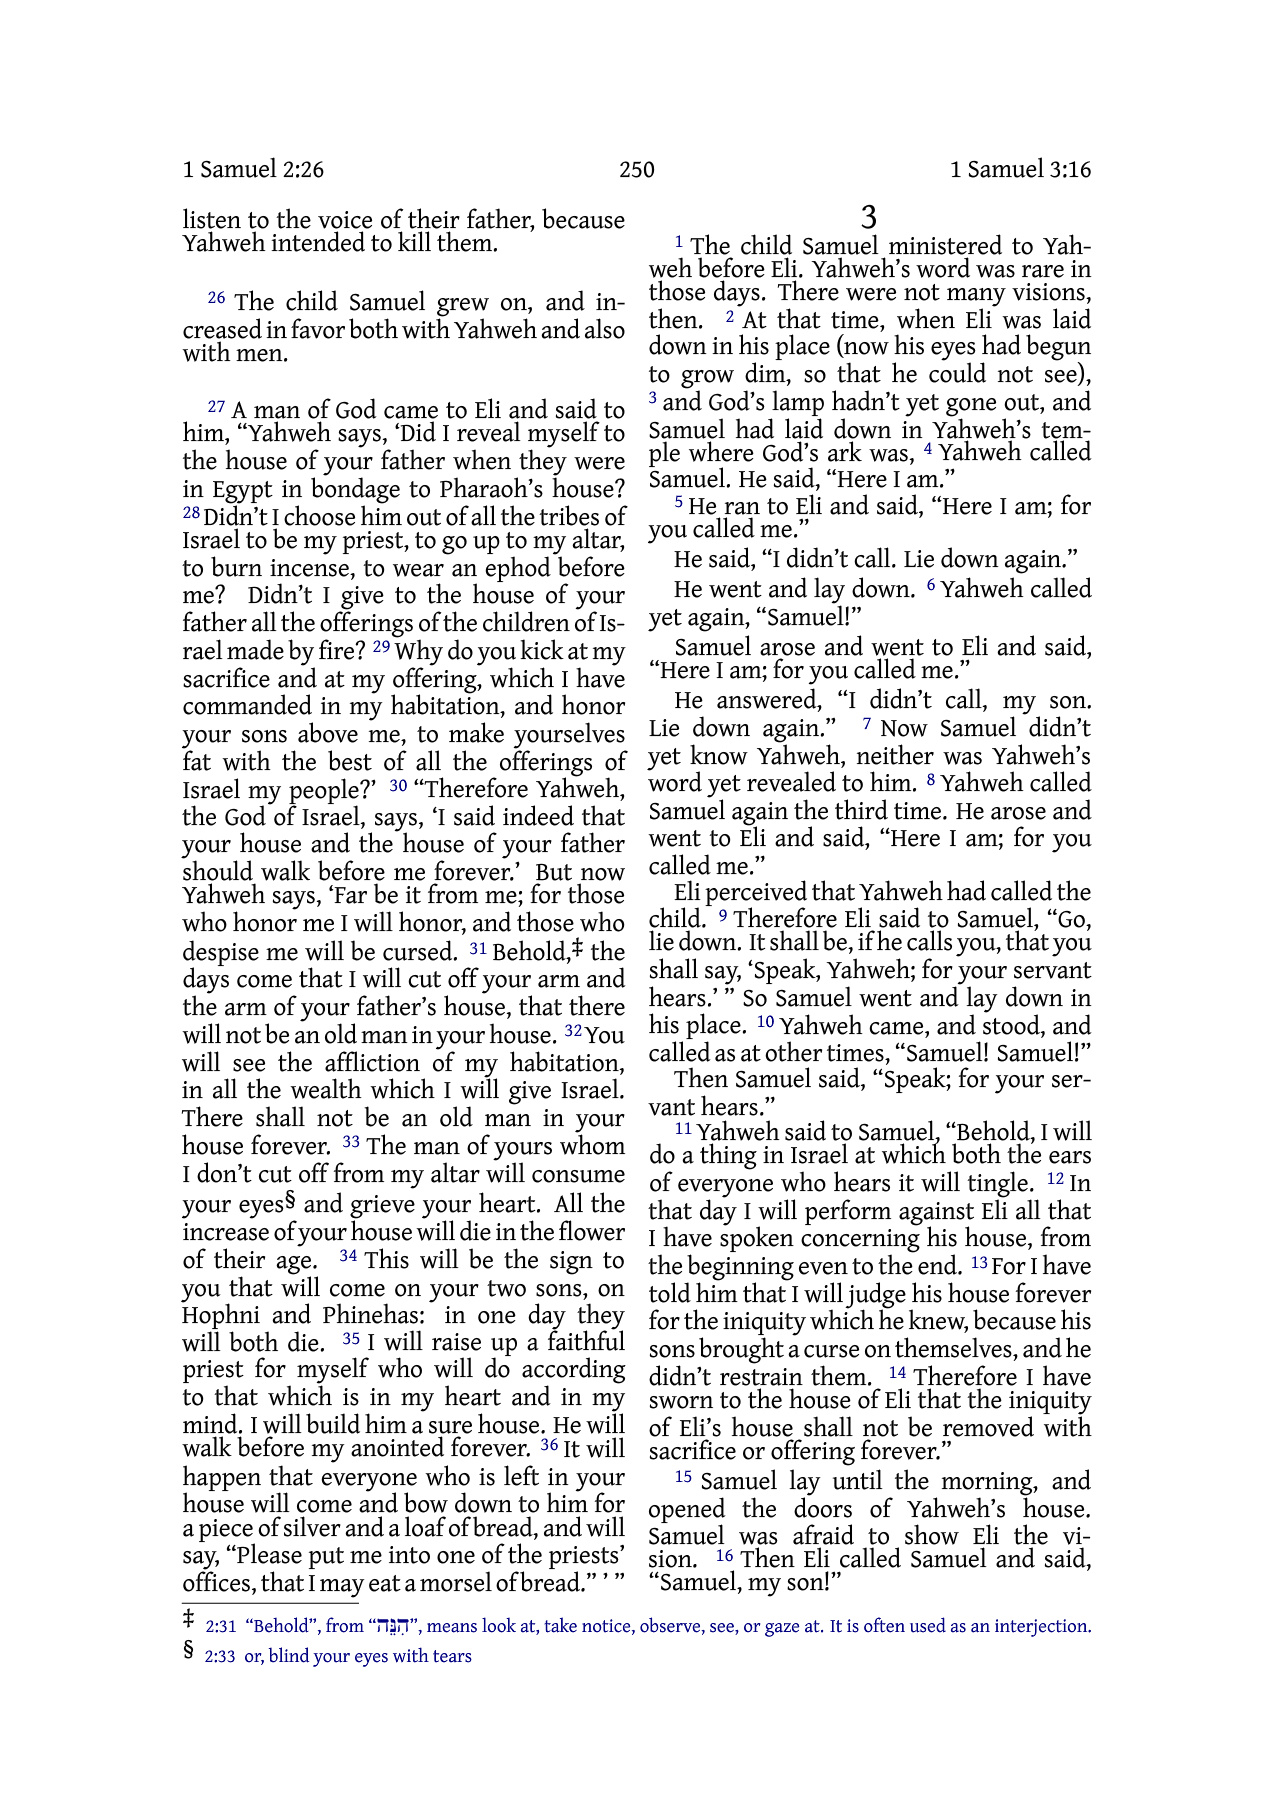 1 Samuel 2:26 250 1 Samuel 3:16
listen to the voice of their father, because
Yahweh intended to kill them.
26 The child Samuel grew on, and in-
creased in favor both with Yahweh and also
with men.
27 A man of God came to Eli and said to
him, “Yahweh says, ‘Did I reveal myself to
the house of your father when they were
in Egypt in bondage to Pharaoh’s house?
28 Didn’t I choose him out of all the tribes of
Israel to be my priest, to go up to my altar,
to burn incense, to wear an ephod before
me? Didn’t I give to the house of your
father all the offerings of the children of Is-
rael made by fire? 29 Why do you kick at my
sacrifice and at my offering, which I have
commanded in my habitation, and honor
your sons above me, to make yourselves
fat with the best of all the offerings of
Israel my people?’ 30 “Therefore Yahweh,
the God of Israel, says, ‘I said indeed that
your house and the house of your father
should walk before me forever.’ But now
Yahweh says, ‘Far be it from me; for those
who honor me I will honor, and those who
despise me will be cursed. 31 Behold,‡ the
days come that I will cut off your arm and
the arm of your father’s house, that there
will not be an old man in your house. 32 You
will see the affliction of my habitation,
in all the wealth which I will give Israel.
There shall not be an old man in your
house forever. 33 The man of yours whom
I don’t cut off from my altar will consume
your eyes§ and grieve your heart. All the
increase of your house will die in the flower
of their age. 34 This will be the sign to
you that will come on your two sons, on
Hophni and Phinehas: in one day they
will both die. 35 I will raise up a faithful
priest for myself who will do according
to that which is in my heart and in my
mind. I will build him a sure house. He will
walk before my anointed forever. 36 It will
happen that everyone who is left in your
house will come and bow down to him for
a piece of silver and a loaf of bread, and will
say, “Please put me into one of the priests’
offices, that I may eat a morsel of bread.” ’ ”
3
1 The child Samuel ministered to Yah-
weh before Eli. Yahweh’s word was rare in
those days. There were not many visions,
then. 2 At that time, when Eli was laid
down in his place (now his eyes had begun
to grow dim, so that he could not see),
3 and God’s lamp hadn’t yet gone out, and
Samuel had laid down in Yahweh’s tem-
ple where God’s ark was, 4 Yahweh called
Samuel. He said, “Here I am.”
5 He ran to Eli and said, “Here I am; for
you called me.”
He said, “I didn’t call. Lie down again.”
He went and lay down. 6 Yahweh called
yet again, “Samuel!”
Samuel arose and went to Eli and said,
“Here I am; for you called me.”
He answered, “I didn’t call, my son.
Lie down again.” 7 Now Samuel didn’t
yet know Yahweh, neither was Yahweh’s
word yet revealed to him. 8 Yahweh called
Samuel again the third time. He arose and
went to Eli and said, “Here I am; for you
called me.”
Eli perceived that Yahweh had called the
child. 9 Therefore Eli said to Samuel, “Go,
lie down. It shall be, if he calls you, that you
shall say, ‘Speak, Yahweh; for your servant
hears.’ ” So Samuel went and lay down in
his place. 10 Yahweh came, and stood, and
called as at other times, “Samuel! Samuel!”
Then Samuel said, “Speak; for your ser-
vant hears.”
11 Yahweh said to Samuel, “Behold, I will
do a thing in Israel at which both the ears
of everyone who hears it will tingle. 12 In
that day I will perform against Eli all that
I have spoken concerning his house, from
the beginning even to the end. 13 For I have
told him that I will judge his house forever
for the iniquity which he knew, because his
sons brought a curse on themselves, and he
didn’t restrain them. 14 Therefore I have
sworn to the house of Eli that the iniquity
of Eli’s house shall not be removed with
sacrifice or offering forever.”
15 Samuel lay until the morning, and
opened the doors of Yahweh’s house.
Samuel was afraid to show Eli the vi-
sion. 16 Then Eli called Samuel and said,
“Samuel, my son!”
‡ 2:31 “Behold”, from “הִנֵּה”, means look at, take notice, observe, see, or gaze at. It is often used as an interjection.
§ 2:33 or, blind your eyes with tears